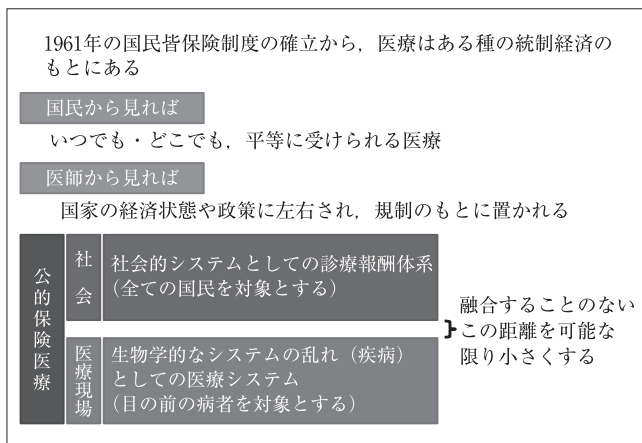 1961年の国民皆保険制度の確立から，医療はある種の統制経済の
もとにある
国民から見れば
いつでも・どこでも，平等に受けられる医療
医師から見れば
国家の経済状態や政策に左右され，規制のもとに置かれる
公的保険医療
社会
社会的システムとしての診療報酬体系
（全ての国民を対象とする）
医療現場
生物学的なシステムの乱れ（疾病）
としての医療システム
（目の前の病者を対象とする）
融合することのない
この距離を可能な
限り小さくする